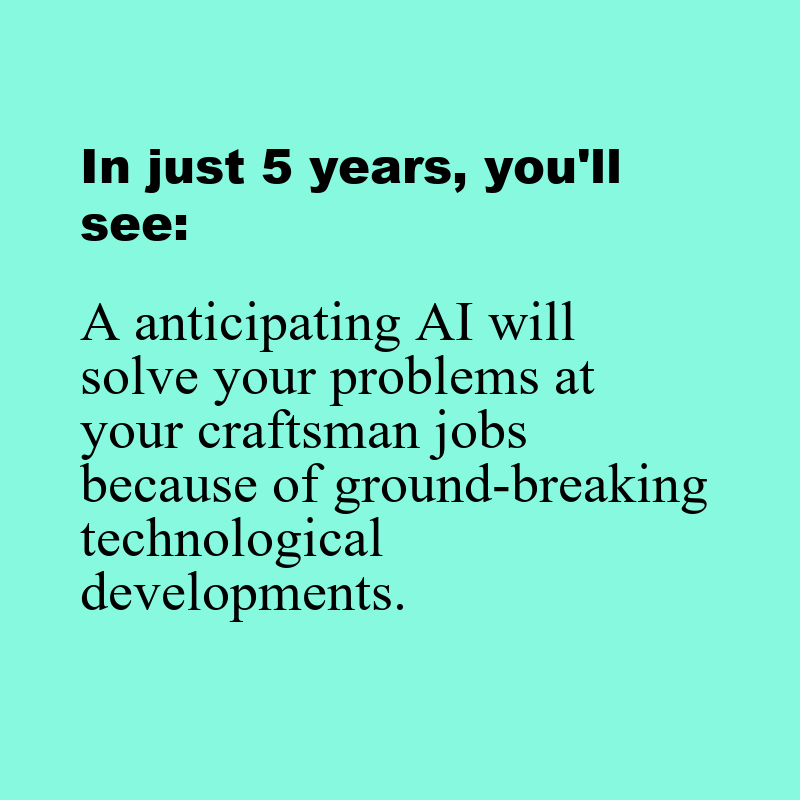 In just 5 years, you'll
see:
A anticipating AI will
solve your problems at
your craftsman jobs
because of ground-breaking
technological
developments.